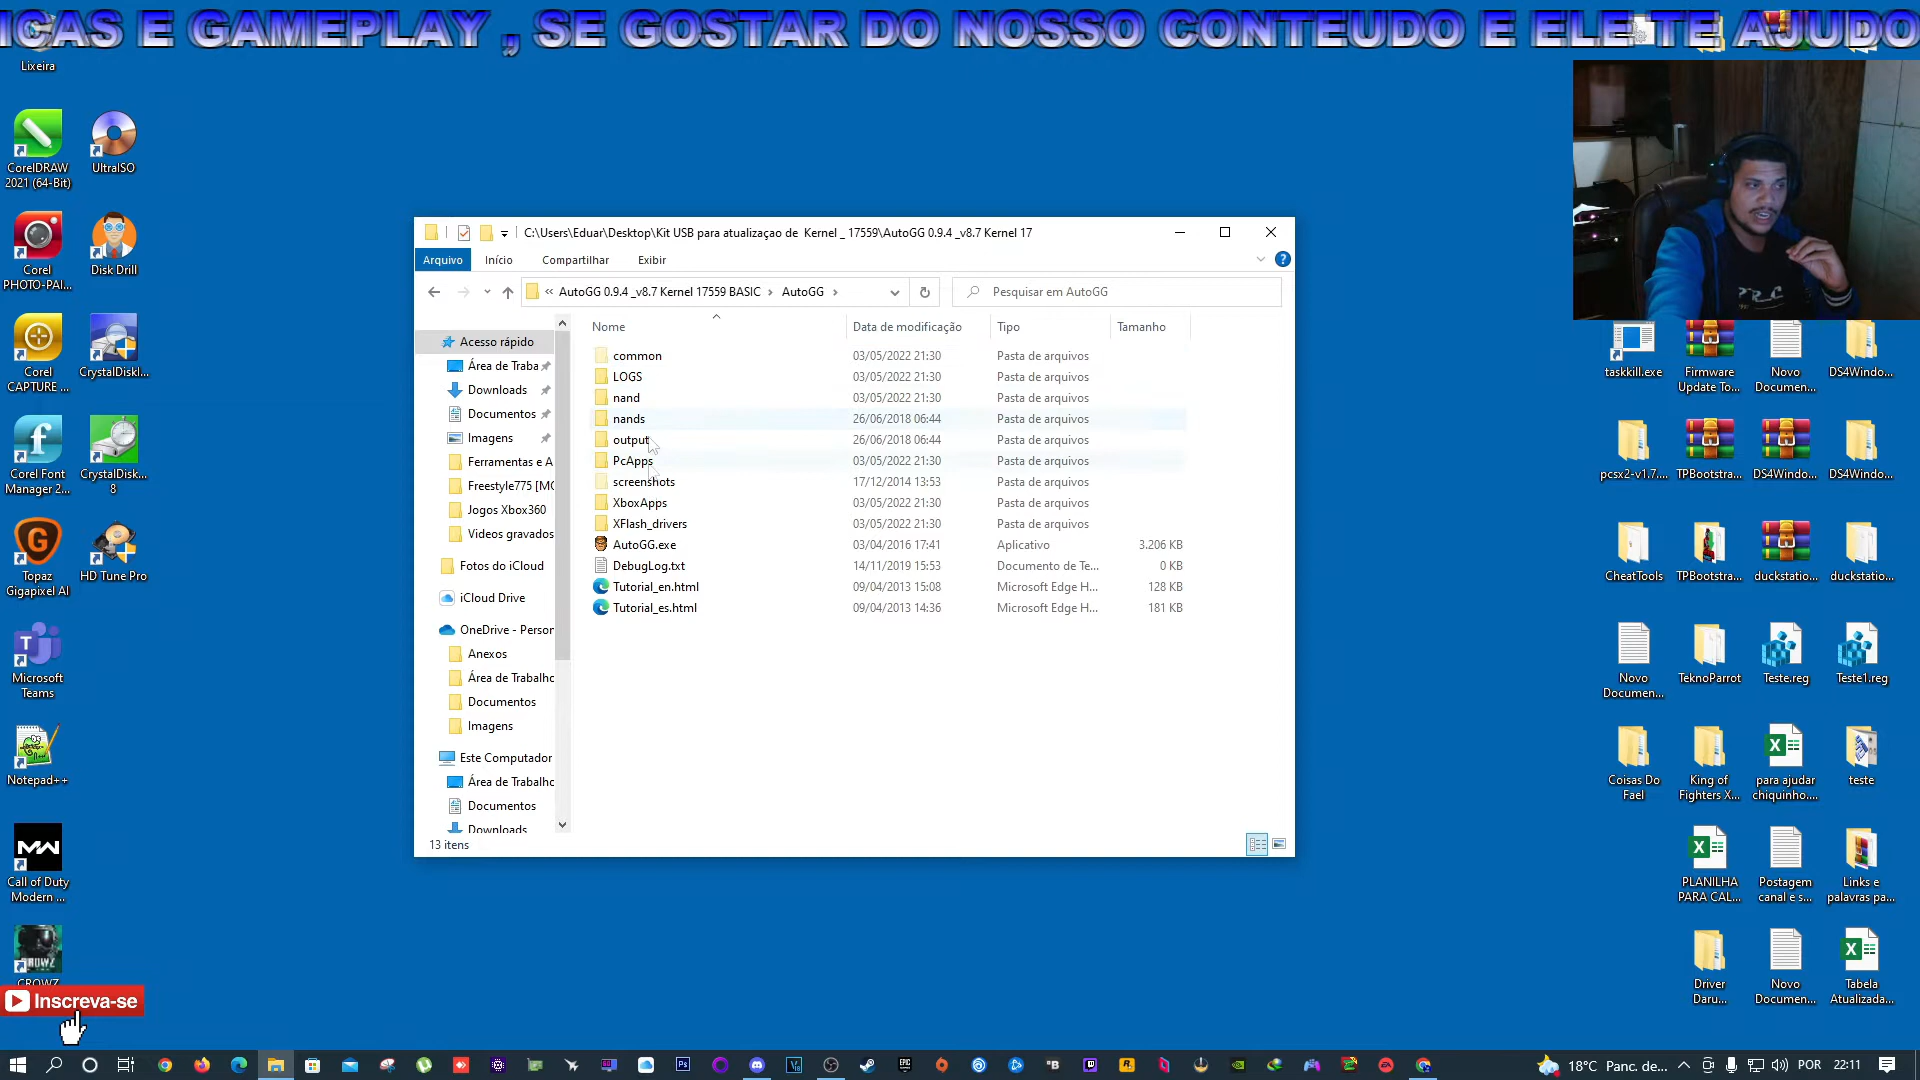 ICAS E GAMEPLAY , SE GOSTAR DO NOSSO CONTEUDO E ELE TE AJUDO
Lixeira
CorelDRAW
2021 (64-Bit)
UltraISO
Corel
PHOTO-PAI...
Disk Drill
Corel
CAPTURE ...
CrystalDiskI...
Corel Font
Manager 2...
CrystalDisk...
8
Topaz
Gigapixel AI
HD Tune Pro
Microsoft
Teams
Notepad++
Call of Duty
Modern ...
CROWZ
Inscreva-se
C:\Users\Eduar\Desktop\Kit USB para atualizaçao de Kernel _ 17559\AutoGG 0.9.4 _v8.7 Kernel 17
Arquivo
Início
Compartilhar
Exibir
« AutoGG 0.9.4 _v8.7 Kernel 17559 BASIC > AutoGG >
Pesquisar em AutoGG
Acesso rápido
Área de Traba
Downloads
Documentos
Imagens
Ferramentas e A
Freestyle775 [MO
Jogos Xbox360
Videos gravados
Fotos do iCloud
iCloud Drive
OneDrive - Person
Anexos
Área de Trabalho
Documentos
Imagens
Este Computador
Área de Trabalho
Documentos
Downloads
Nome Data de modificação Tipo Tamanho
common 03/05/2022 21:30 Pasta de arquivos
LOGS 03/05/2022 21:30 Pasta de arquivos
nand 03/05/2022 21:30 Pasta de arquivos
nands 26/06/2018 06:44 Pasta de arquivos
output 26/06/2018 06:44 Pasta de arquivos
PcApps 03/05/2022 21:30 Pasta de arquivos
screenshots 17/12/2014 13:53 Pasta de arquivos
XboxApps 03/05/2022 21:30 Pasta de arquivos
XFlash_drivers 03/05/2022 21:30 Pasta de arquivos
AutoGG.exe 03/04/2016 17:41 Aplicativo 3.206 KB
DebugLog.txt 14/11/2019 15:53 Documento de Te... 0 KB
Tutorial_en.html 09/04/2013 15:08 Microsoft Edge H... 128 KB
Tutorial_es.html 09/04/2013 14:36 Microsoft Edge H... 181 KB
13 itens
taskkill.exe
Firmware
Update To...
Novo
Documen...
DS4Windo...
pcsx2-v1.7....
TPBootstra...
DS4Windo...
DS4Windo...
CheatTools
TPBootstra...
duckstatio...
duckstatio...
Novo
Documen...
TeknoParrot
Teste.reg
Teste1.reg
Coisas Do
Fael
King of
Fighters X...
para ajudar
chiquinho....
teste
PLANILHA
PARA CAL...
Postagem
canal e s...
Links e
palavras pa...
Driver
Daru...
Novo
Documen...
Tabela
Atualizada...
18°C Panc. de... POR 22:11